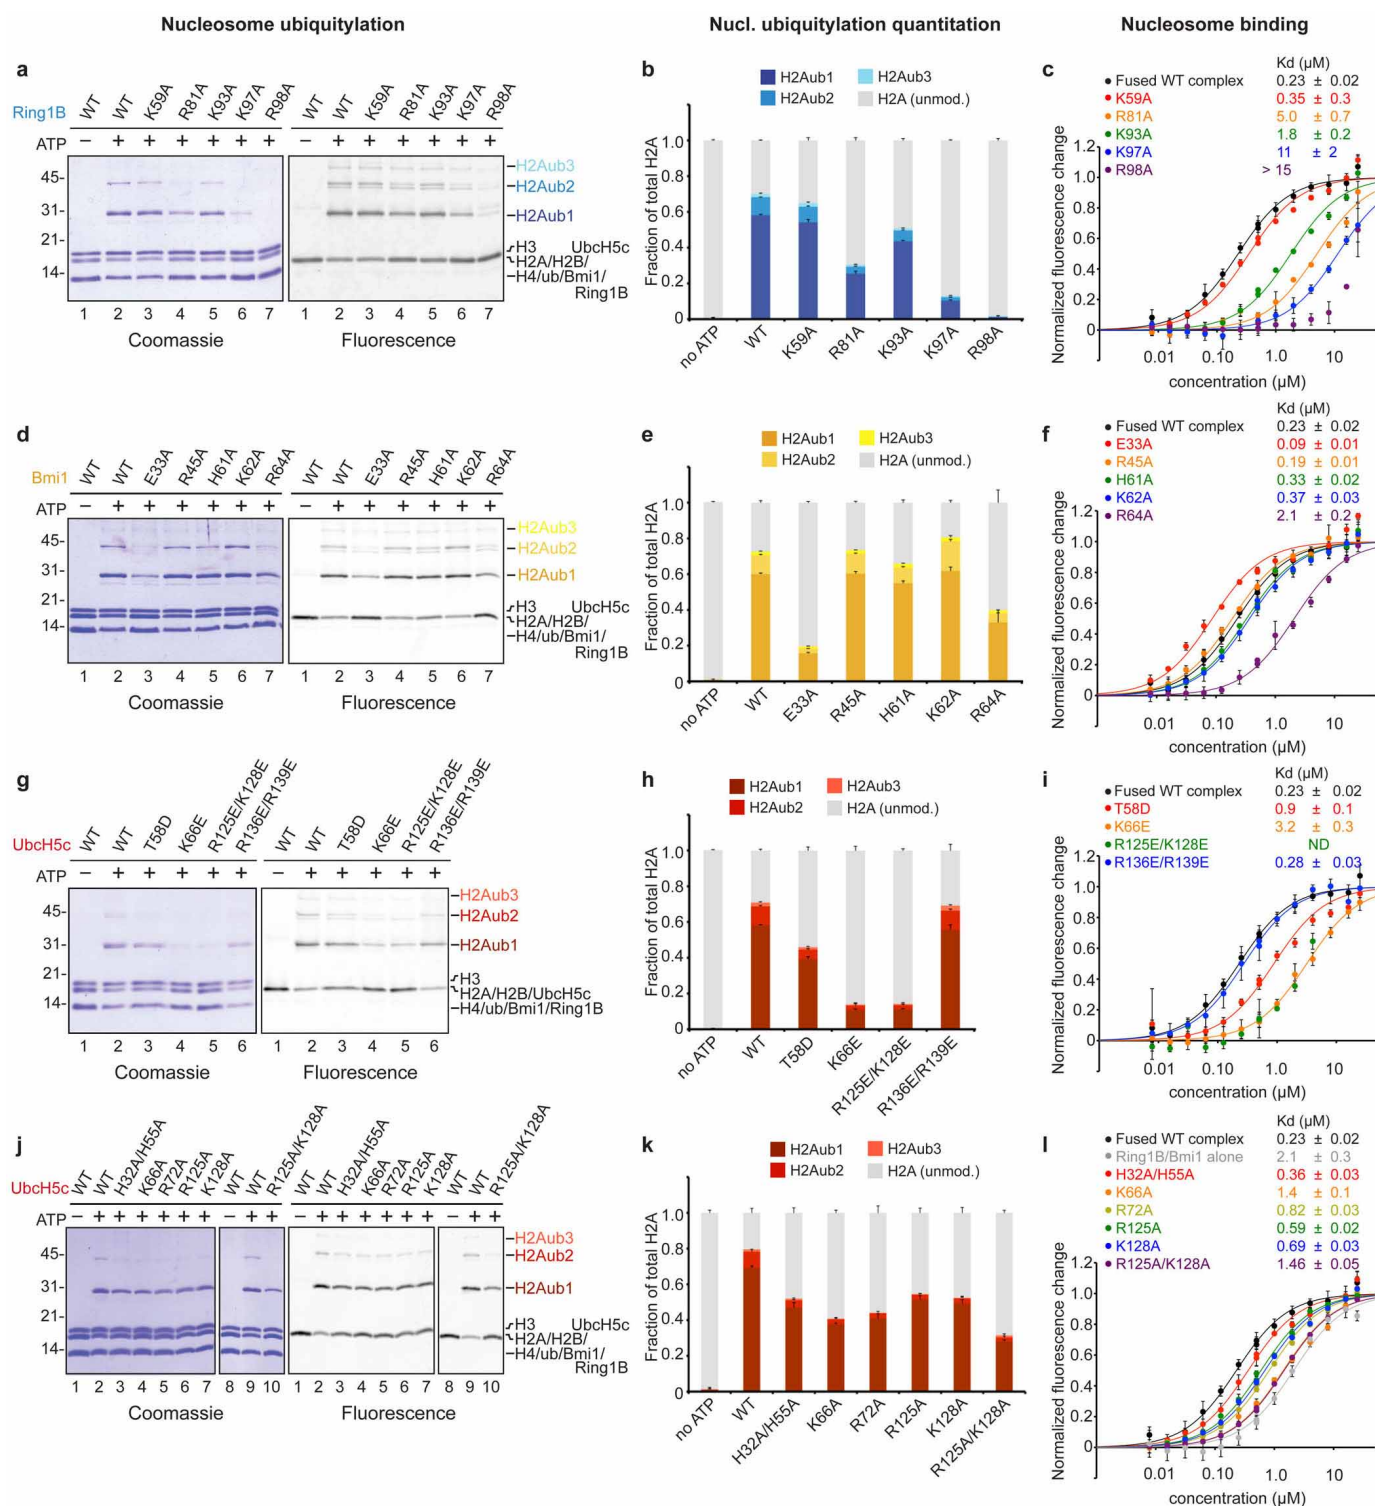 Nucleosome ubiquitylation
Nucl. ubiquitylation quantitation
Nucleosome binding
a
Ring1B
WT WT K59A R81A K93A K97A R98A
WT WT K59A R81A K93A K97A R98A
ATP
– + + + + + +
– + + + + + +
45-
31-
21-
14-
H2Aub3
H2Aub2
H2Aub1
H3 UbcH5c
H2A/H2B/
H4/ub/Bmi1/
Ring1B
1 2 3 4 5 6 7
1 2 3 4 5 6 7
Coomassie
Fluorescence
b
H2Aub1
H2Aub3
H2Aub2
H2A (unmod.)
Fraction of total H2A
1.0
0.8
0.6
0.4
0.2
0
no ATP WT K59A R81A K93A K97A R98A
c
Kd (µM)
Fused WT complex 0.23 ± 0.02
K59A 0.35 ± 0.3
R81A 5.0 ± 0.7
K93A 1.8 ± 0.2
K97A 11 ± 2
R98A > 15
Normalized fluorescence change
1.2
1.0
0.8
0.6
0.4
0.2
0
0.01 0.10 1.0 10
concentration (µM)
d
Bmi1
WT WT E33A R45A H61A K62A R64A
WT WT E33A R45A H61A K62A R64A
ATP
– + + + + + +
– + + + + + +
45-
31-
21-
14-
H2Aub3
H2Aub2
H2Aub1
H3 UbcH5c
H2A/H2B/
H4/ub/Bmi1/
Ring1B
1 2 3 4 5 6 7
1 2 3 4 5 6 7
Coomassie
Fluorescence
e
H2Aub1
H2Aub3
H2Aub2
H2A (unmod.)
Fraction of total H2A
1.0
0.8
0.6
0.4
0.2
0
no ATP WT E33A R45A H61A K62A R64A
f
Kd (µM)
Fused WT complex 0.23 ± 0.02
E33A 0.09 ± 0.01
R45A 0.19 ± 0.01
H61A 0.33 ± 0.02
K62A 0.37 ± 0.03
R64A 2.1 ± 0.2
Normalized fluorescence change
1.2
1.0
0.8
0.6
0.4
0.2
0
0.01 0.10 1.0 10
concentration (µM)
g
UbcH5c
WT WT T58D K66E R125E/K128E R136E/R139E
WT WT T58D K66E R125E/K128E R136E/R139E
ATP
– + + + + +
– + + + + +
45-
31-
21-
14-
H2Aub3
H2Aub2
H2Aub1
H3
H2A/H2B/UbcH5c
H4/ub/Bmi1/Ring1B
1 2 3 4 5 6
1 2 3 4 5 6
Coomassie
Fluorescence
h
H2Aub1
H2Aub3
H2Aub2
H2A (unmod.)
Fraction of total H2A
1.0
0.8
0.6
0.4
0.2
0
no ATP WT T58D K66E R125E/K128E R136E/R139E
i
Kd (µM)
Fused WT complex 0.23 ± 0.02
T58D 0.9 ± 0.1
K66E 3.2 ± 0.3
R125E/K128E ND
R136E/R139E 0.28 ± 0.03
Normalized fluorescence change
1.2
1.0
0.8
0.6
0.4
0.2
0
0.01 0.10 1.0 10
concentration (µM)
j
UbcH5c
WT WT H32A/H55A K66A R72A R125A K128A WT WT R125A/K128A
WT WT H32A/H55A K66A R72A R125A K128A WT WT R125A/K128A
ATP
– + + + + + + – + +
– + + + + + + – + +
45-
31-
21-
14-
H2Aub3
H2Aub2
H2Aub1
H3 UbcH5c
H2A/H2B/
H4/ub/Bmi1/
Ring1B
1 2 3 4 5 6 7 8 9 10
1 2 3 4 5 6 7 8 9 10
Coomassie
Fluorescence
k
H2Aub1
H2Aub3
H2Aub2
H2A (unmod.)
Fraction of total H2A
1.0
0.8
0.6
0.4
0.2
0
no ATP WT H32A/H55A K66A R72A R125A K128A R125A/K128A
l
Kd (µM)
Fused WT complex 0.23 ± 0.02
Ring1B/Bmi1 alone 2.1 ± 0.3
H32A/H55A 0.36 ± 0.03
K66A 1.4 ± 0.1
R72A 0.82 ± 0.03
R125A 0.59 ± 0.02
K128A 0.69 ± 0.03
R125A/K128A 1.46 ± 0.05
Normalized fluorescence change
1.2
1.0
0.8
0.6
0.4
0.2
0
0.01 0.10 1.0 10
concentration (µM)